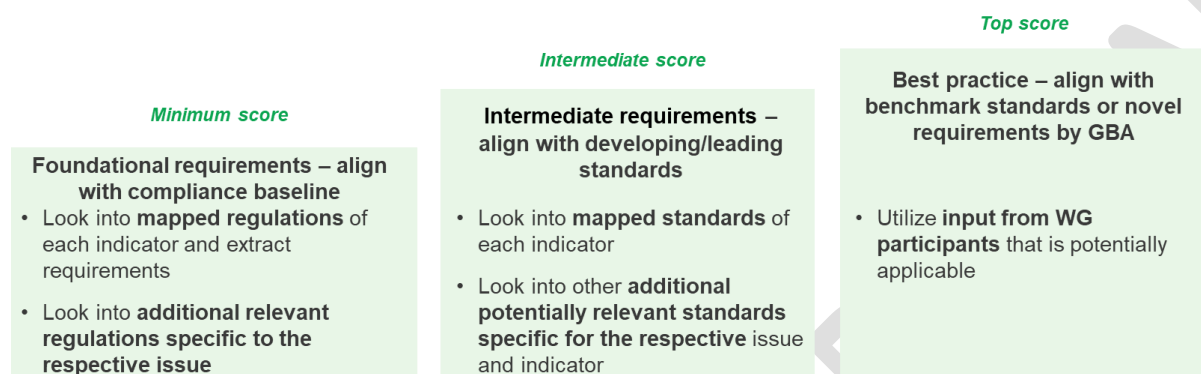 Top score
Intermediate score
Minimum score
Foundational requirements – align
with compliance baseline
• Look into mapped regulations of
each indicator and extract
requirements
• Look into additional relevant
regulations specific to the
respective issue
Intermediate requirements –
align with developing/leading
standards
• Look into mapped standards of
each indicator
• Look into other additional
potentially relevant standards
specific for the respective issue
and indicator
Best practice – align with
benchmark standards or novel
requirements by GBA
• Utilize input from WG
participants that is potentially
applicable